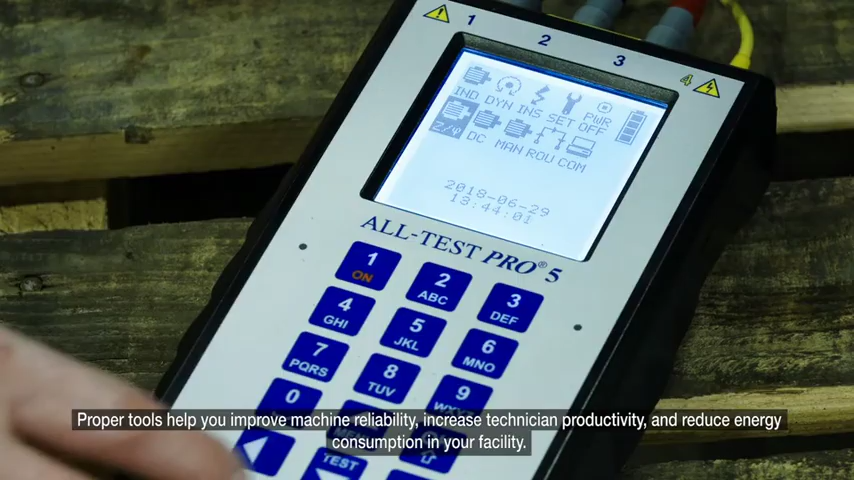 1
2
3
4
IND DYN INS SET PWR OFF
Z/φ DC MAN ROU COM
2018-06-29
13:44:01
ALL-TEST PRO® 5
1 ON
2 ABC
3 DEF
4 GHI
5 JKL
6 MNO
7 PQRS
8 TUV
9 WXYZ
0
TEST
Proper tools help you improve machine reliability, increase technician productivity, and reduce energy
consumption in your facility.